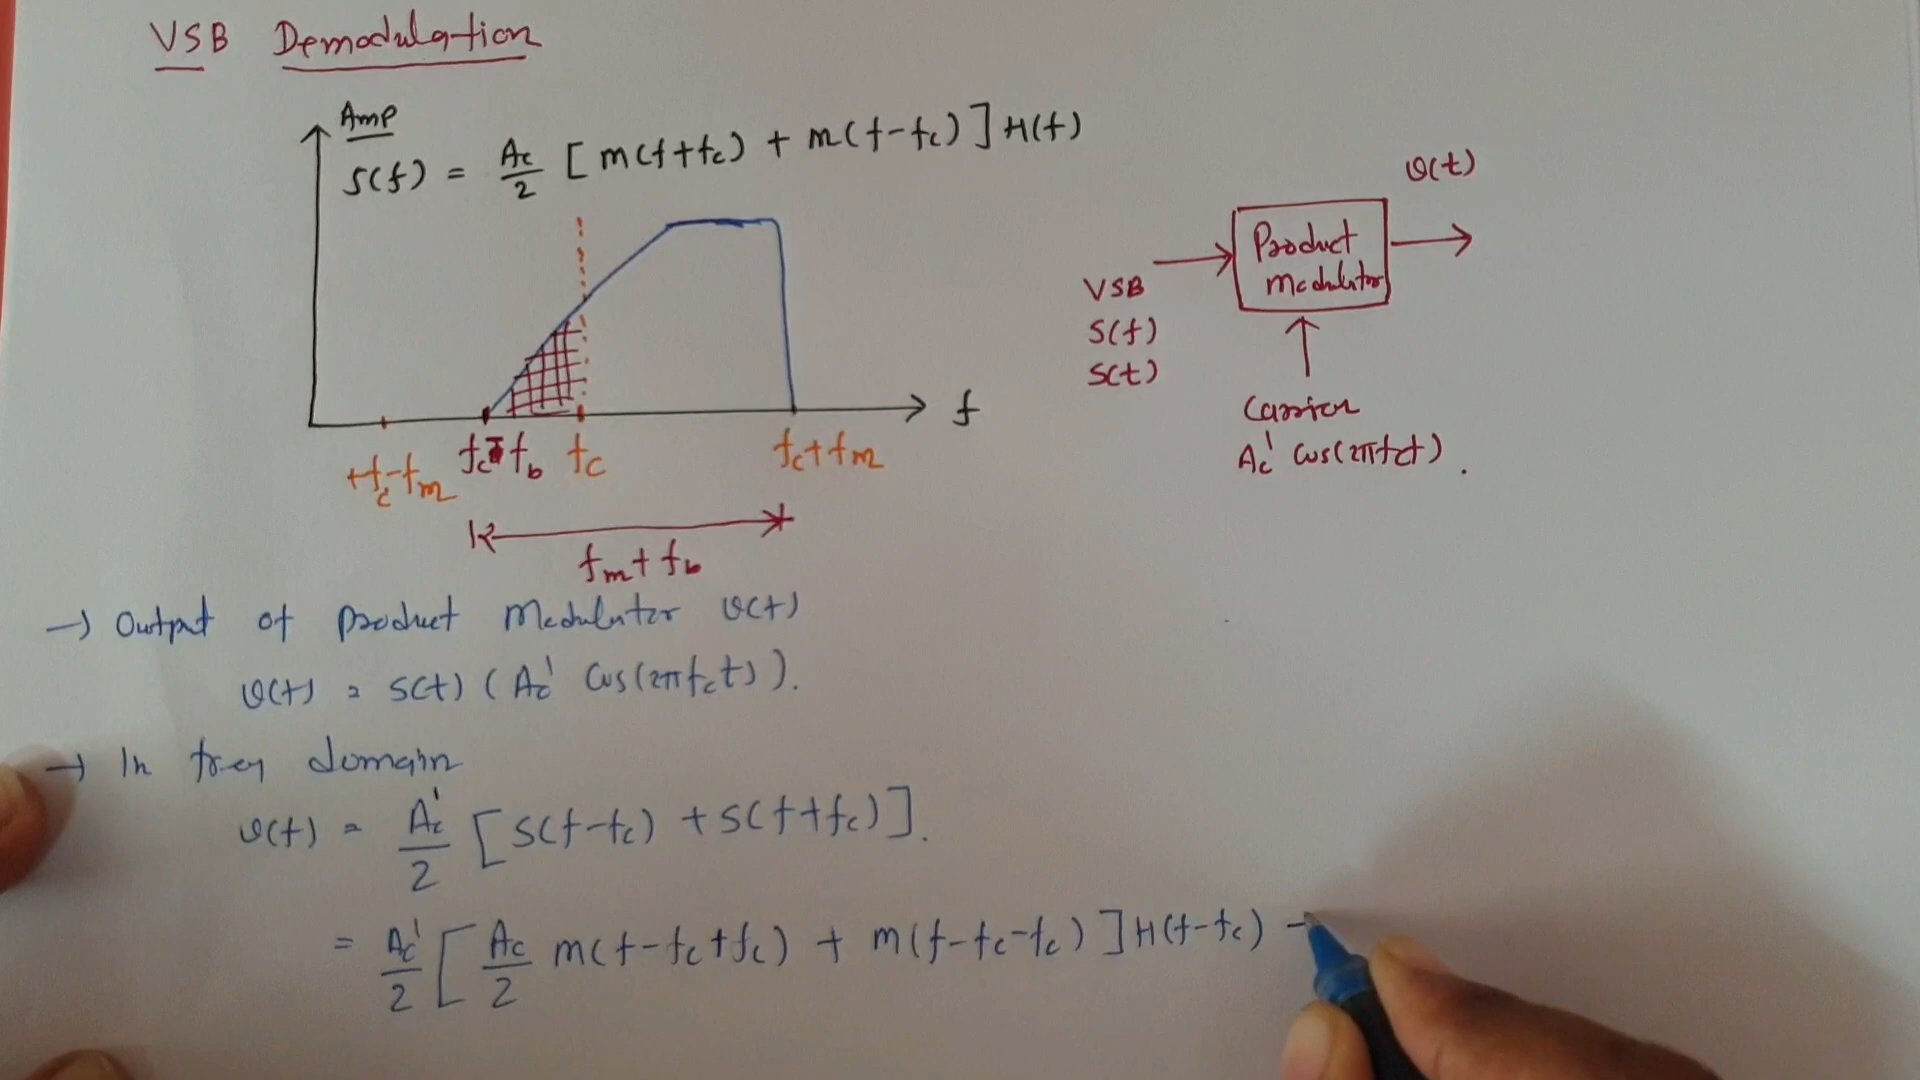 VSB Demodulation
Amp
S(f) = Ac/2 [m(f+fc) + m(f-fc)] H(f)
v(t)
Product
Modulator
VSB
S(f)
S(t)
Carrier
Ac' Cos(2πfct).
f
+fc-fm fc-fb fc fc+fm
fm+fb
→ Output of Product Modulator v(t)
v(t) = S(t) (Ac' Cos(2πfct)).
→ In freq domain
v(f) = Ac'/2 [S(f-fc) + S(f+fc)].
= Ac'/2 [Ac/2 m(f-fc+fc) + m(f-fc-fc)] H(f-fc)